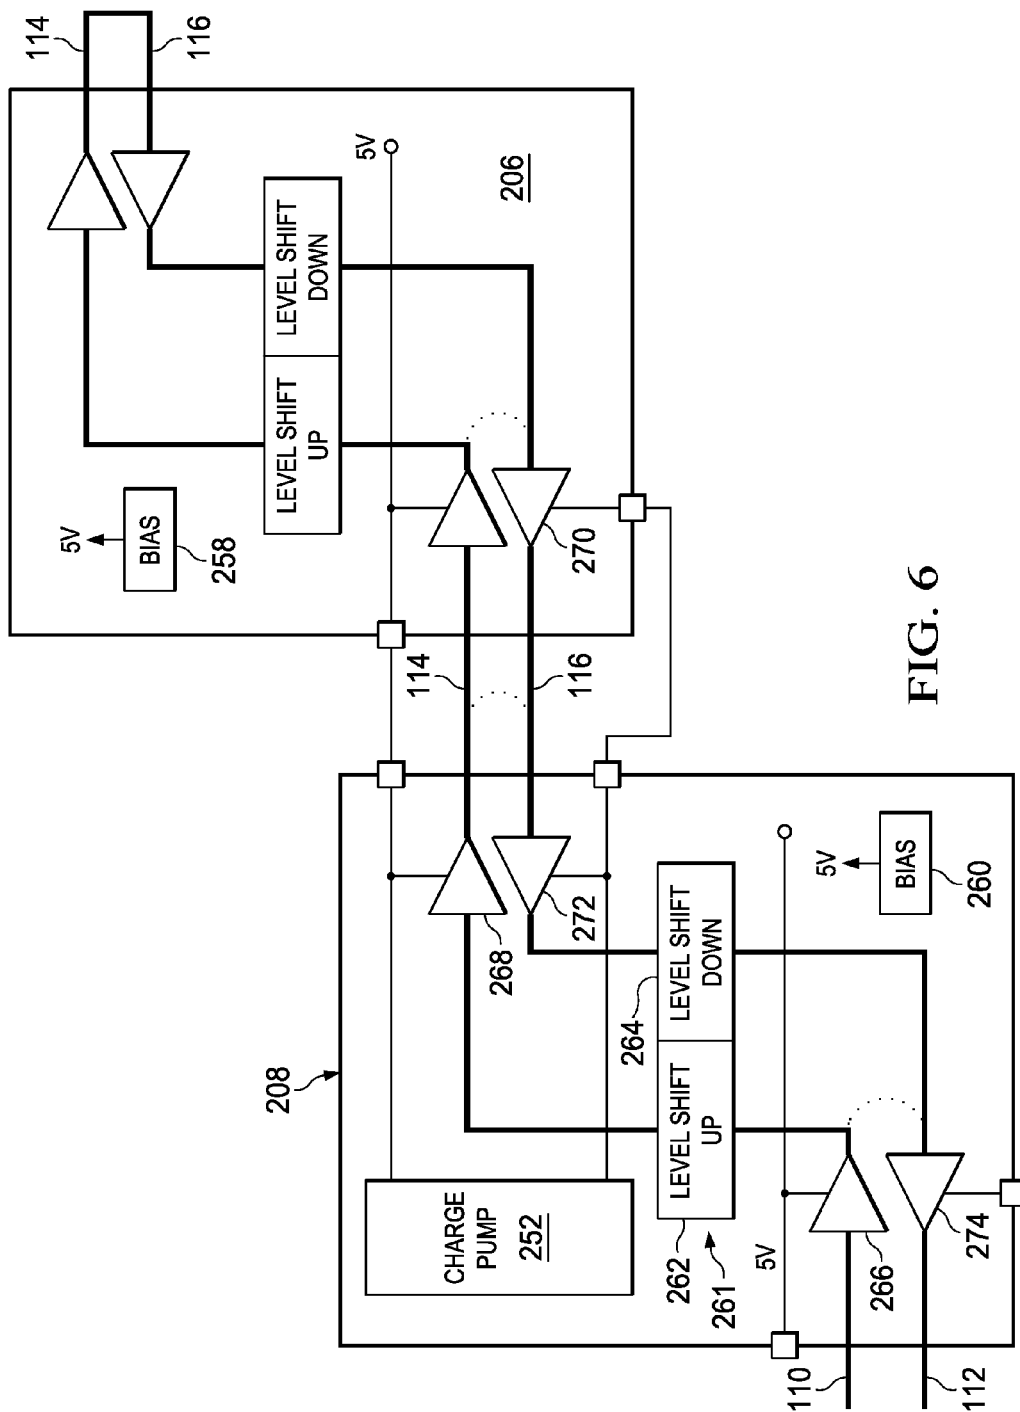 114
116
5V
206
LEVEL SHIFT
DOWN
LEVEL SHIFT
UP
5V
BIAS
258
270
114
116
FIG. 6
208
268
272
264
LEVEL SHIFT
DOWN
LEVEL SHIFT
UP
5V
BIAS
260
CHARGE
PUMP
252
262
261
5V
266
274
110
112